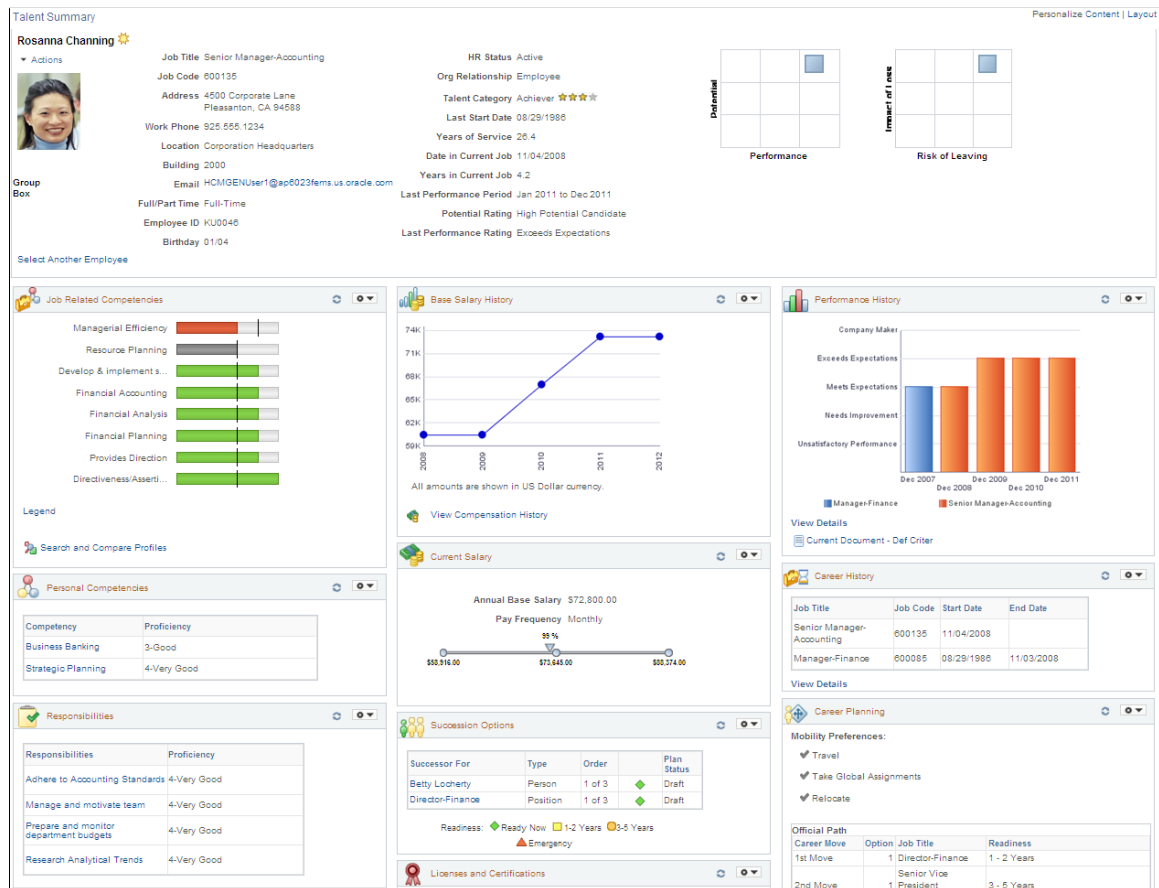 Talent Summary
Personalize Content | Layout
Rosanna Channing
Actions
Group
Box
Job Title Senior Manager-Accounting
Job Code 600135
Address 4500 Corporate Lane
Pleasanton, CA 94588
Work Phone 925.555.1234
Location Corporation Headquarters
Building 2000
Email HCMGENUser1@ap6023fems.us.oracle.com
Full/Part Time Full-Time
Employee ID KU0046
Birthday 01/04
Select Another Employee
HR Status Active
Org Relationship Employee
Talent Category Achiever
Last Start Date 08/29/1986
Years of Service 26.4
Date in Current Job 11/04/2008
Years in Current Job 4.2
Last Performance Period Jan 2011 to Dec 2011
Potential Rating High Potential Candidate
Last Performance Rating Exceeds Expectations
Potential
Performance
Impact of Loss
Risk of Leaving
Job Related Competencies
Managerial Efficiency
Resource Planning
Develop & implement s...
Financial Accounting
Financial Analysis
Financial Planning
Provides Direction
Directiveness/Asserti...
Legend
Search and Compare Profiles
Personal Competencies
Competency Proficiency
Business Banking 3-Good
Strategic Planning 4-Very Good
Responsibilities
Responsibilities Proficiency
Adhere to Accounting Standards 4-Very Good
Manage and motivate team 4-Very Good
Prepare and monitor
department budgets 4-Very Good
Research Analytical Trends 4-Very Good
Base Salary History
74K
71K
68K
65K
62K
59K
2008 2009 2010 2011 2012
All amounts are shown in US Dollar currency.
View Compensation History
Current Salary
Annual Base Salary $72,800.00
Pay Frequency Monthly
99 %
$58,916.00 $73,645.00 $88,374.00
Succession Options
Successor For Type Order Plan
Status
Betty Locherty Person 1 of 3 Draft
Director-Finance Position 1 of 3 Draft
Readiness: Ready Now 1-2 Years 3-5 Years
Emergency
Licenses and Certifications
Performance History
Company Maker
Exceeds Expectations
Meets Expectations
Needs Improvement
Unsatisfactory Performance
Dec 2007 Dec 2008 Dec 2009 Dec 2010 Dec 2011
Manager-Finance Senior Manager-Accounting
View Details
Current Document - Def Criter
Career History
Job Title Job Code Start Date End Date
Senior Manager-
Accounting 600135 11/04/2008
Manager-Finance 600085 08/29/1986 11/03/2008
View Details
Career Planning
Mobility Preferences:
Travel
Take Global Assignments
Relocate
Official Path
Career Move Option Job Title Readiness
1st Move 1 Director-Finance 1 - 2 Years
Senior Vice
2nd Move 1 President 3 - 5 Years